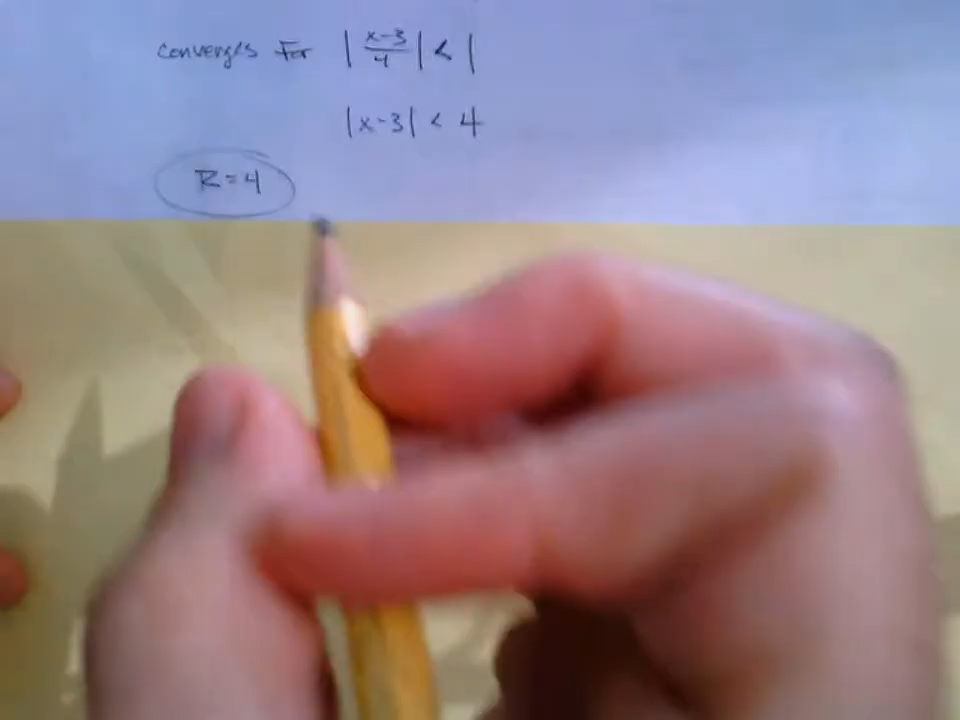 converges for |x-3/4| < 1
|x-3| < 4
R=4